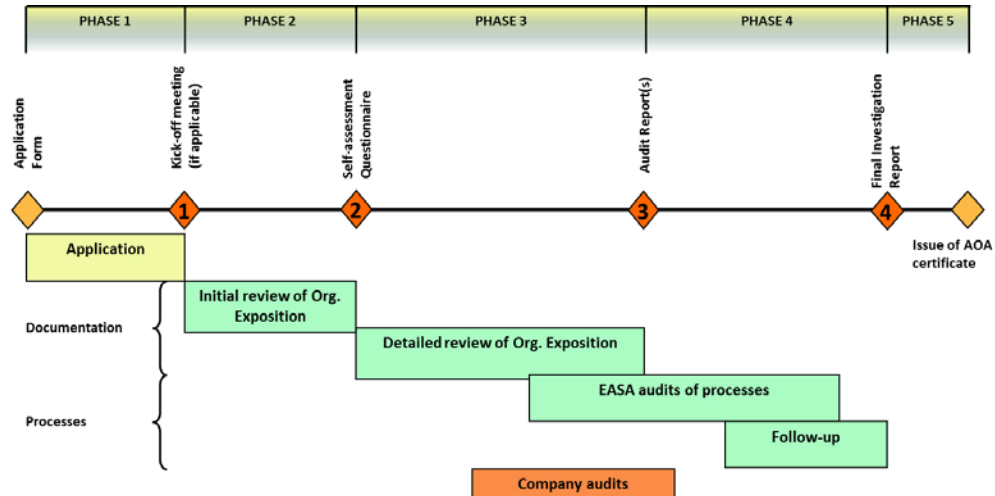 PHASE 1
PHASE 2
PHASE 3
PHASE 4
PHASE 5
Application
Form
Kick-off meeting
(if applicable)
Self-assessment
Questionnaire
Audit Report(s)
Final Investigation
Report
1
2
3
4
Issue of AOA
certificate
Application
Documentation
Initial review of Org.
Exposition
Detailed review of Org. Exposition
Processes
EASA audits of processes
Follow-up
Company audits